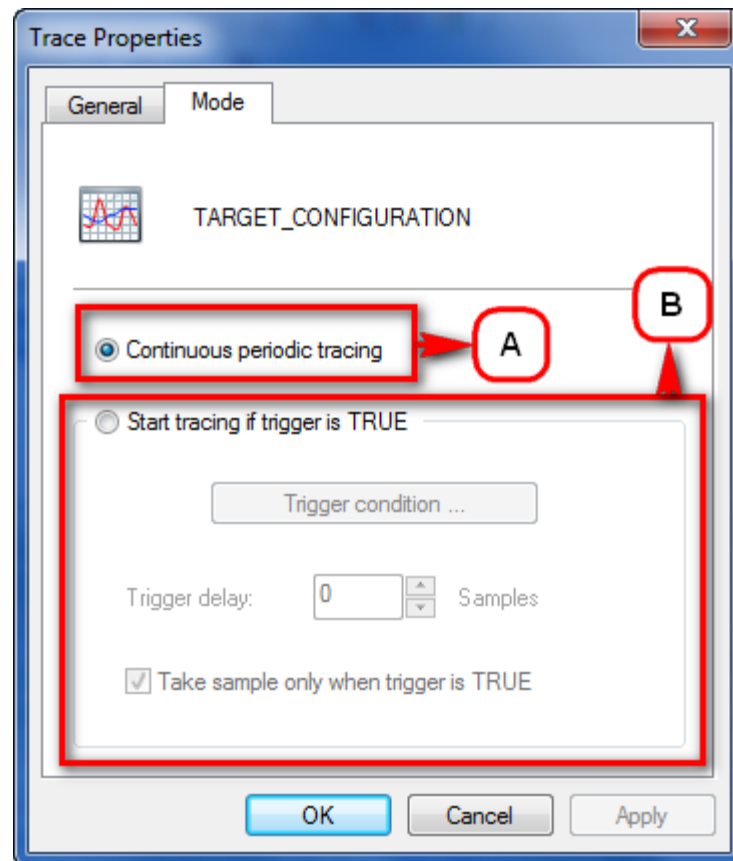 Trace Properties
General
Mode
TARGET_CONFIGURATION
B
Continuous periodic tracing
A
Start tracing if trigger is TRUE
Trigger condition ...
Trigger delay: 0 Samples
Take sample only when trigger is TRUE
OK
Cancel
Apply